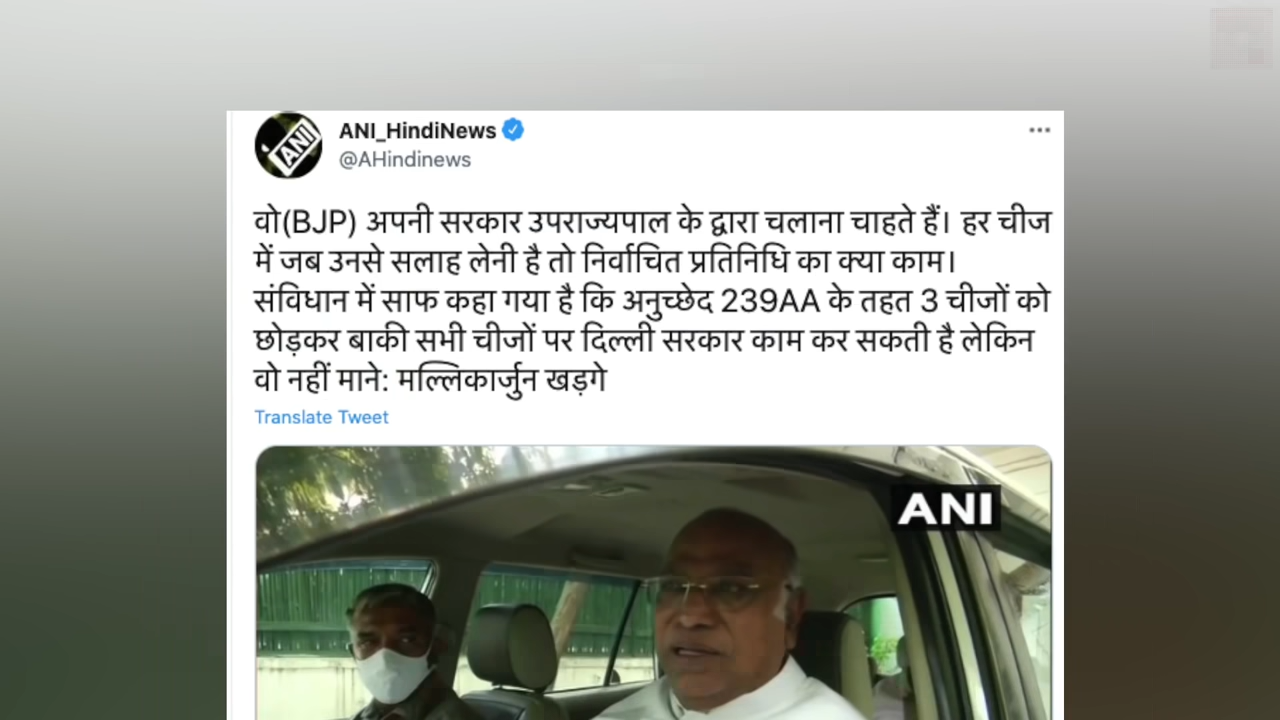 ANI_HindiNews
@AHindinews
वो(BJP) अपनी सरकार उपराज्यपाल के द्वारा चलाना चाहते हैं। हर चीज
में जब उनसे सलाह लेनी है तो निर्वाचित प्रतिनिधि का क्या काम।
संविधान में साफ कहा गया है कि अनुच्छेद 239AA के तहत 3 चीजों को
छोड़कर बाकी सभी चीजों पर दिल्ली सरकार काम कर सकती है लेकिन
वो नहीं माने: मल्लिकार्जुन खड़गे
Translate Tweet
ANI
ANI